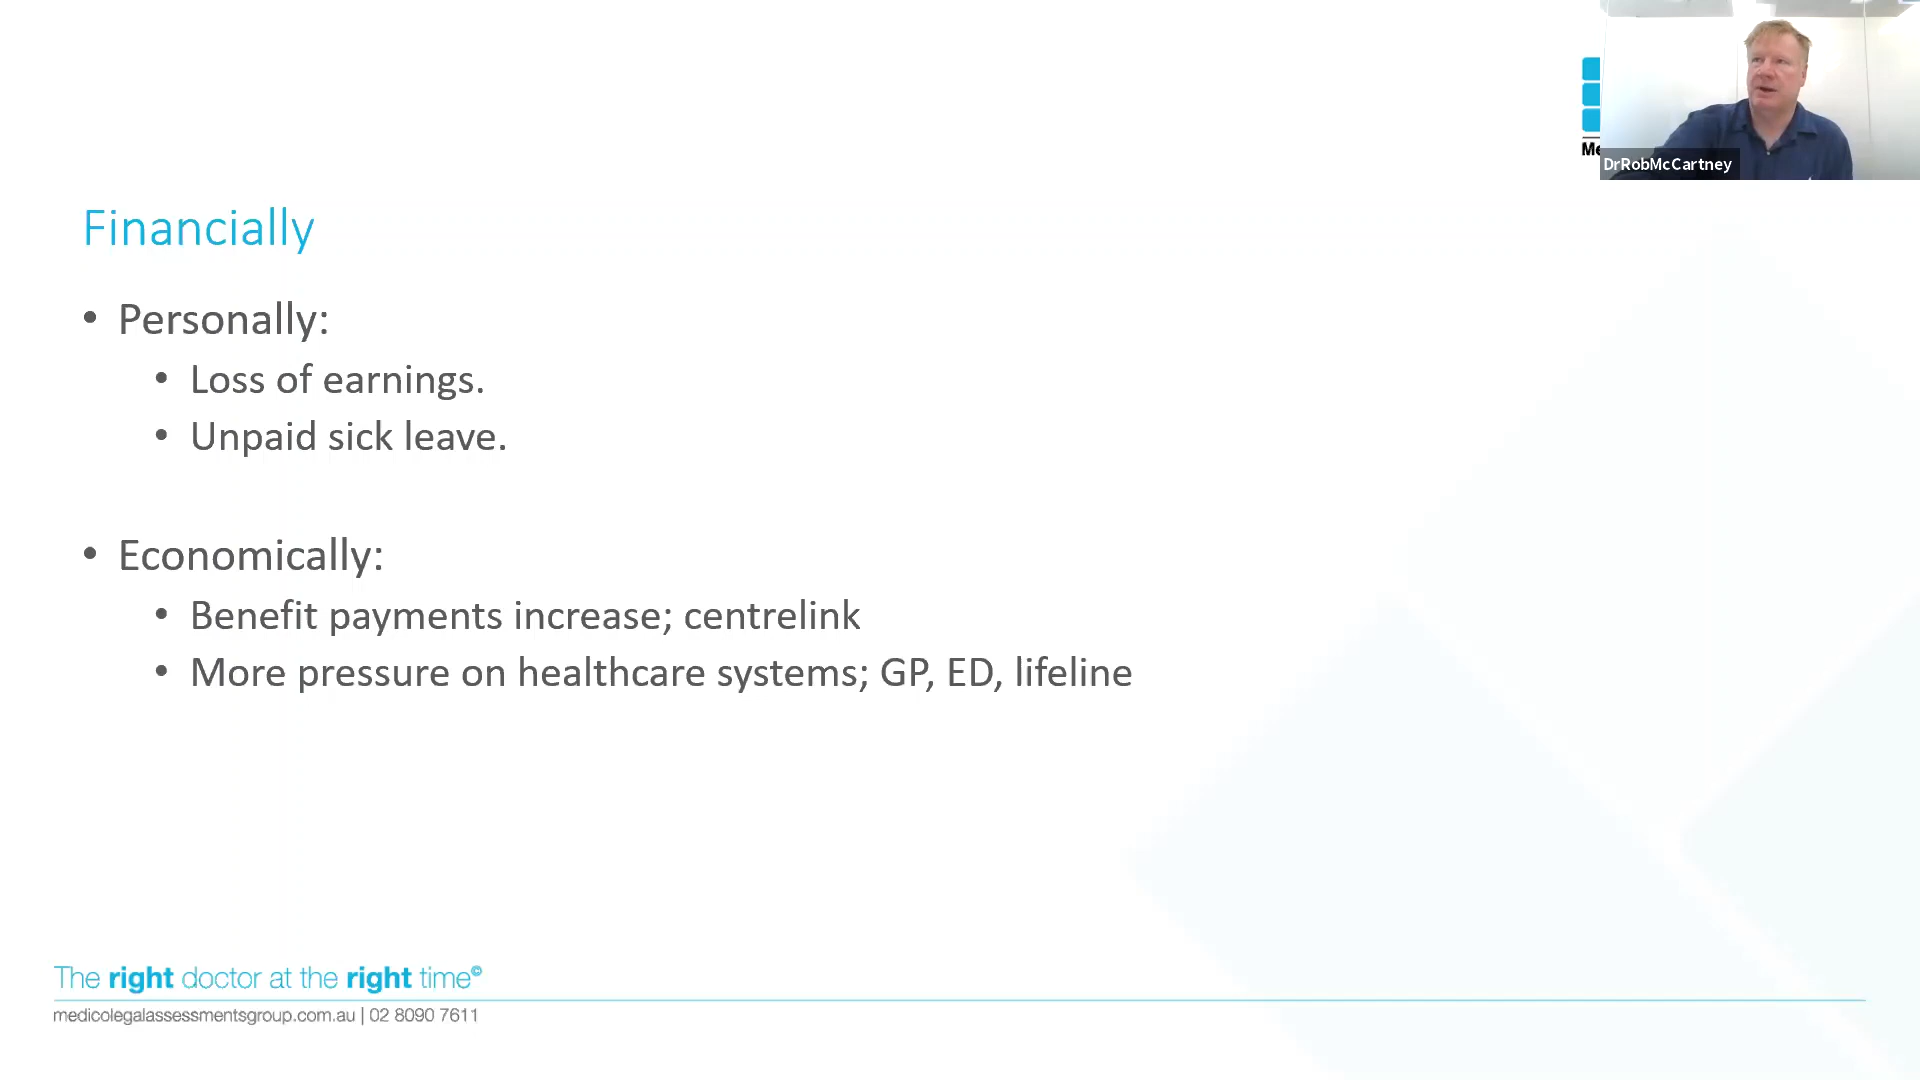 Me
DrRobMcCartney
Financially
• Personally:
• Loss of earnings.
• Unpaid sick leave.
• Economically:
• Benefit payments increase; centrelink
• More pressure on healthcare systems; GP, ED, lifeline
The right doctor at the right time©
medicolegalassessmentsgroup.com.au | 02 8090 7611